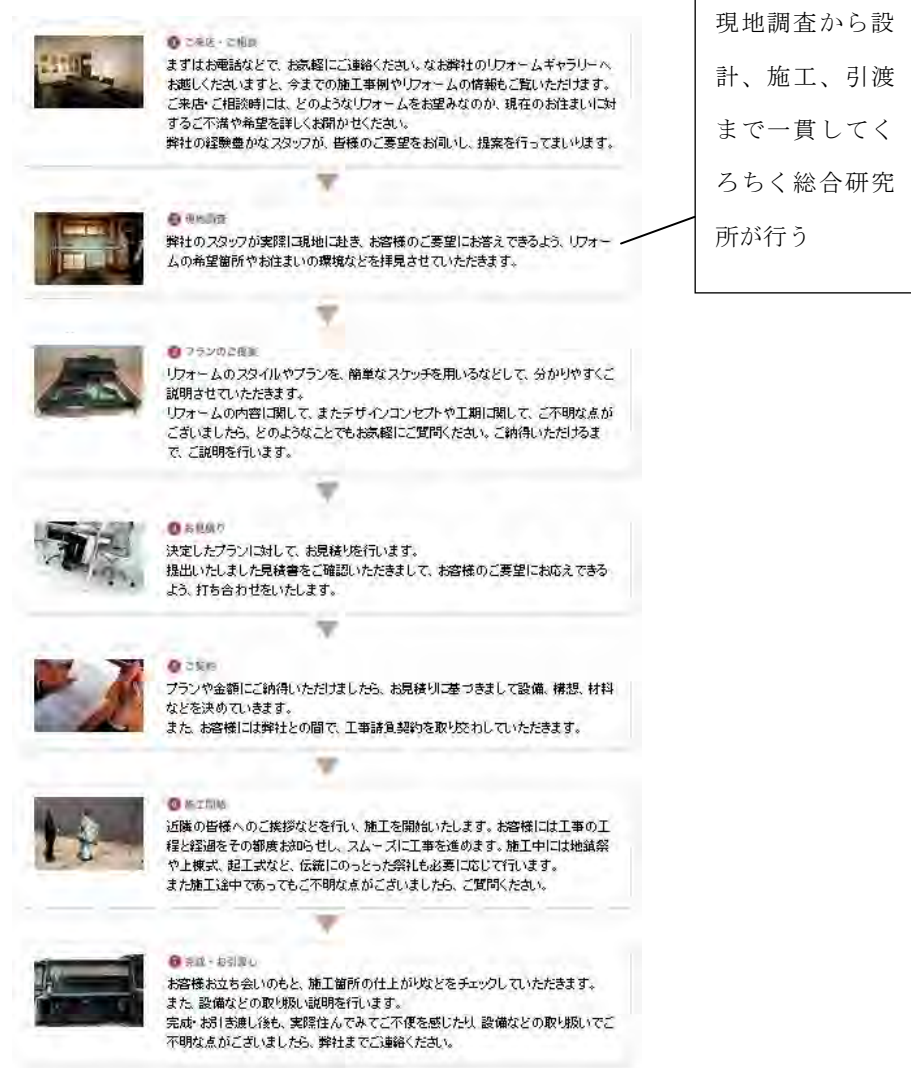 現地調査から設
計、施工、引渡
まで一貫してく
ろちく総合研究
所が行う
1 ご来店・ご相談
まずはお電話などで、お気軽にご連絡ください。なお弊社のリフォームギャラリーへ
お越しくださいますと、今までの施工事例やリフォームの情報もご覧いただけます。
ご来店・ご相談時には、どのようなリフォームをお望みなのか、現在のお住まいに対
するご不満や希望を詳しくお聞かせください。
弊社の経験豊かなスタッフが、皆様のご要望をお伺いし、提案を行ってまいります。
2 現地調査
弊社のスタッフが実際に現地に赴き、お客様のご要望にお答えできるよう、リフォー
ムの希望箇所やお住まいの環境などを拝見させていただきます。
3 プランのご提案
リフォームのスタイルやプランを、簡単なスケッチを用いるなどして、分かりやすくご
説明させていただきます。
リフォームの内容に関して、またデザインコンセプトや工期に関して、ご不明な点が
ございましたら、どのようなことでもお気軽にご質問ください。ご納得いただけるま
で、ご説明を行います。
4 お見積り
決定したプランに対して、お見積りを行います。
提出いたしました見積書をご確認いただきまして、お客様のご要望にお応えできる
よう、打ち合わせをいたします。
5 ご契約
プランや金額にご納得いただけましたら、お見積りに基づきまして設備、構想、材料
などを決めていきます。
また、お客様には弊社との間で、工事請負契約を取り交わしていただきます。
6 施工開始
近隣の皆様へのご挨拶などを行い、施工を開始いたします。お客様には工事の工
程と経過をその都度お知らせし、スムーズに工事を進めます。施工中には地鎮祭
や上棟式、起工式など、伝統にのっとった祭礼も必要に応じて行います。
また施工途中であってもご不明な点がございましたら、ご質問ください。
7 完成・お引渡し
お客様お立ち会いのもと、施工箇所の仕上がりなどをチェックしていただきます。
また、設備などの取り扱い説明を行います。
完成・お引き渡し後も、実際住んでみてご不便を感じたり、設備などの取り扱いでご
不明な点がございましたら、弊社までご連絡ください。